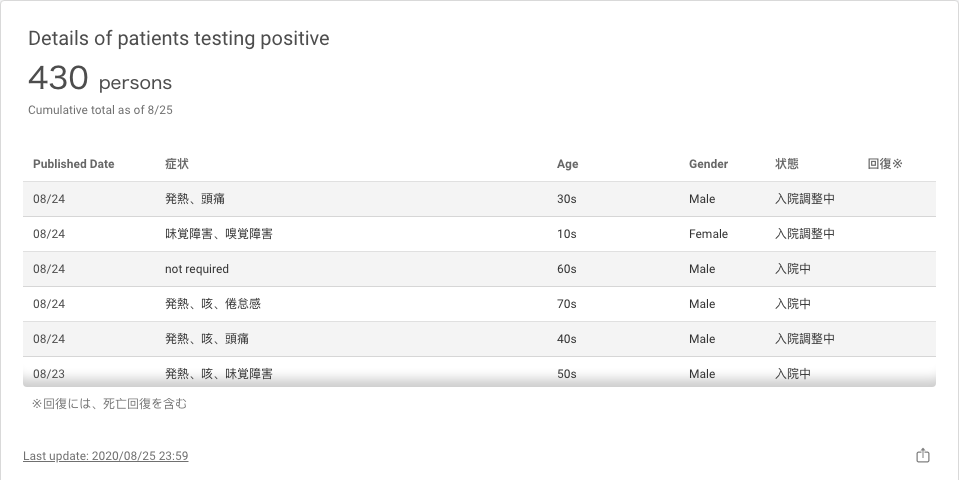 Details of patients testing positive
430 persons
Cumulative total as of 8/25
Published Date 症状 Age Gender 状態 回復※
08/24 発熱、頭痛 30s Male 入院調整中
08/24 味覚障害、嗅覚障害 10s Female 入院調整中
08/24 not required 60s Male 入院中
08/24 発熱、咳、倦怠感 70s Male 入院中
08/24 発熱、咳、頭痛 40s Male 入院調整中
08/23 発熱、咳、味覚障害 50s Male 入院中
※回復には、死亡回復を含む
Last update: 2020/08/25 23:59